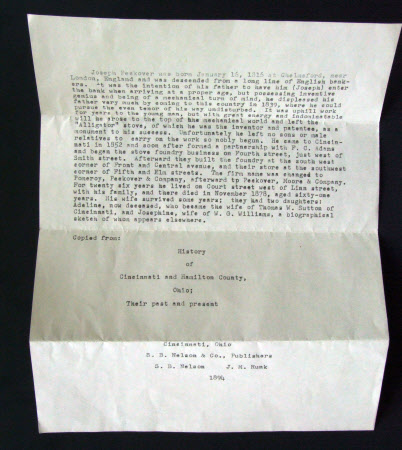 Joseph Peskover was born January 15, 1815 at Chelmsford, near
London, England and was descended from a long line of English bank-
ers. It was the intention of his father to have him (Joseph) enter
the bank when arriving at a proper age, but possessing inventive
genius and being of a mechanical turn of mind, he displeased his
father very much by coming to this country in 1839, where he could
pursue the even tenor of his way undisturbed. It was uphill work
for years to the young man, but with great energy and indominatable
will he stroke to the top of the mechanical world and left the
"Alligator" stove, of which he was the inventor and patentee, as a
monument to his success. Unfortunately he left no sons or male
relatives to carry on the work so nobly begun. He came to Cincin-
nati in 1852 and soon after formed a partnership with F. C. Adams
and began the stove foundry business on Fourth street, just west of
Smith street. Afterward they built the foundry at the south west
corner of Front and Central avenue, and their store at the southwest
corner of Fifth and Elm streets. The firm name was changed to
Pomeroy, Peskover & Company, afterward to Peskover, Moore & Company.
For twenty six years he lived on Court street west of Linn street,
with his family, and there died in November 1878, aged sixty-one
years. His wife survived some years; they had two daughters:
Adeline, now deceased, who became the wife of Thomas W. Sutton of
Cincinnati, and Josephine, wife of W. G. Williams, a biographical
sketch of whom appears elsewhere.
Copied from:
History
of
Cincinnati and Hamilton County,
Ohio;
Their past and present
Cincinnati, Ohio
S. B. Nelson & Co., Publishers
S. B. Nelson J. M. Runk
1894